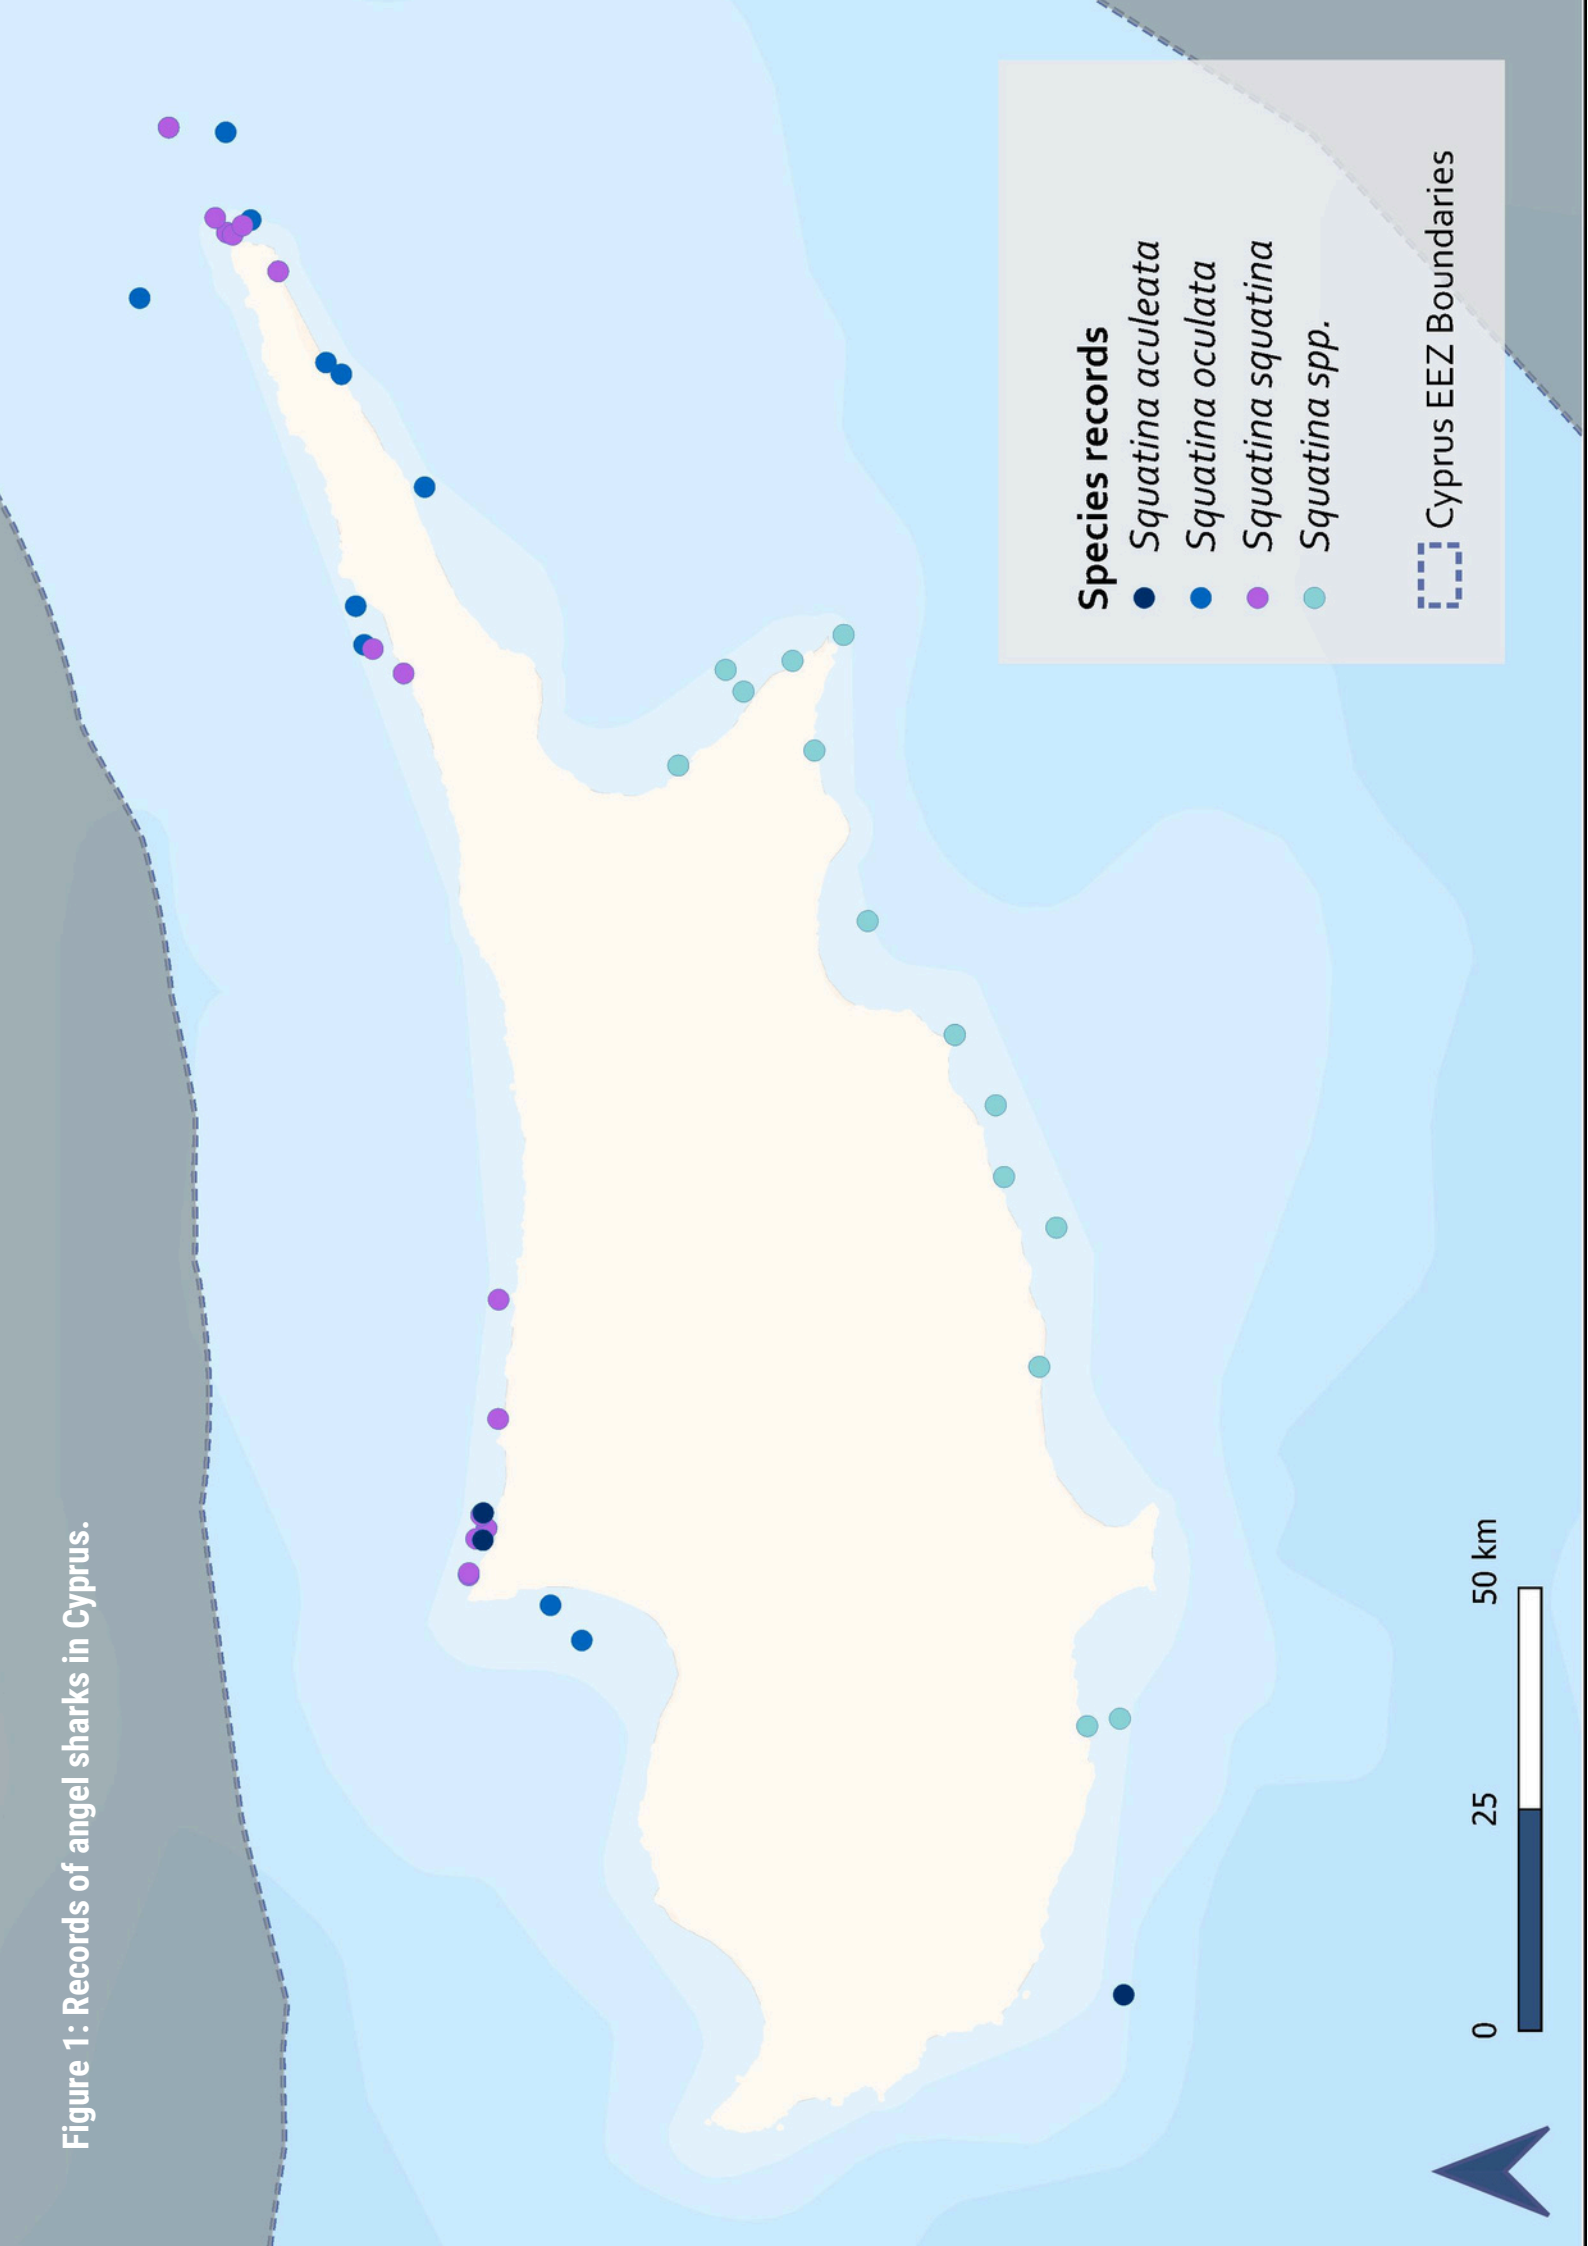 Figure 1: Records of angel sharks in Cyprus.
Species records
Squatina aculeata
Squatina oculata
Squatina squatina
Squatina spp.
Cyprus EEZ Boundaries
0 25 50 km